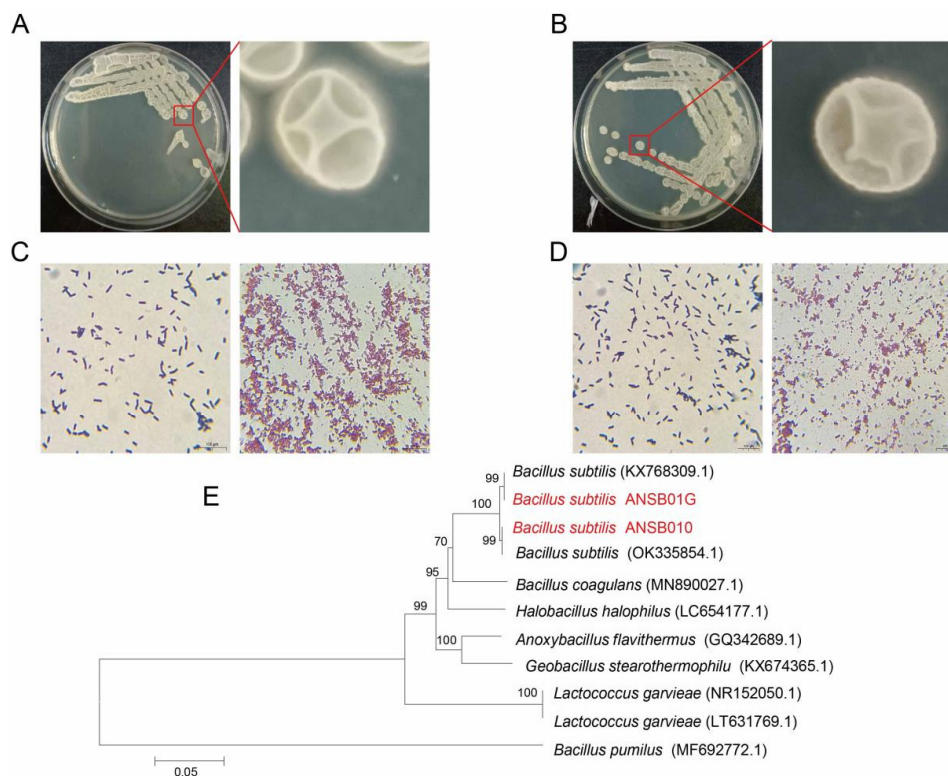 A
B
C
D
E
99
Bacillus subtilis (KX768309.1)
Bacillus subtilis ANSB01G
100
Bacillus subtilis ANSB010
99
Bacillus subtilis (OK335854.1)
70
Bacillus coagulans (MN890027.1)
95
Halobacillus halophilus (LC654177.1)
99
Anoxybacillus flavithermus (GQ342689.1)
100
Geobacillus stearothermophilu (KX674365.1)
100
Lactococcus garvieae (NR152050.1)
Lactococcus garvieae (LT631769.1)
Bacillus pumilus (MF692772.1)
0.05